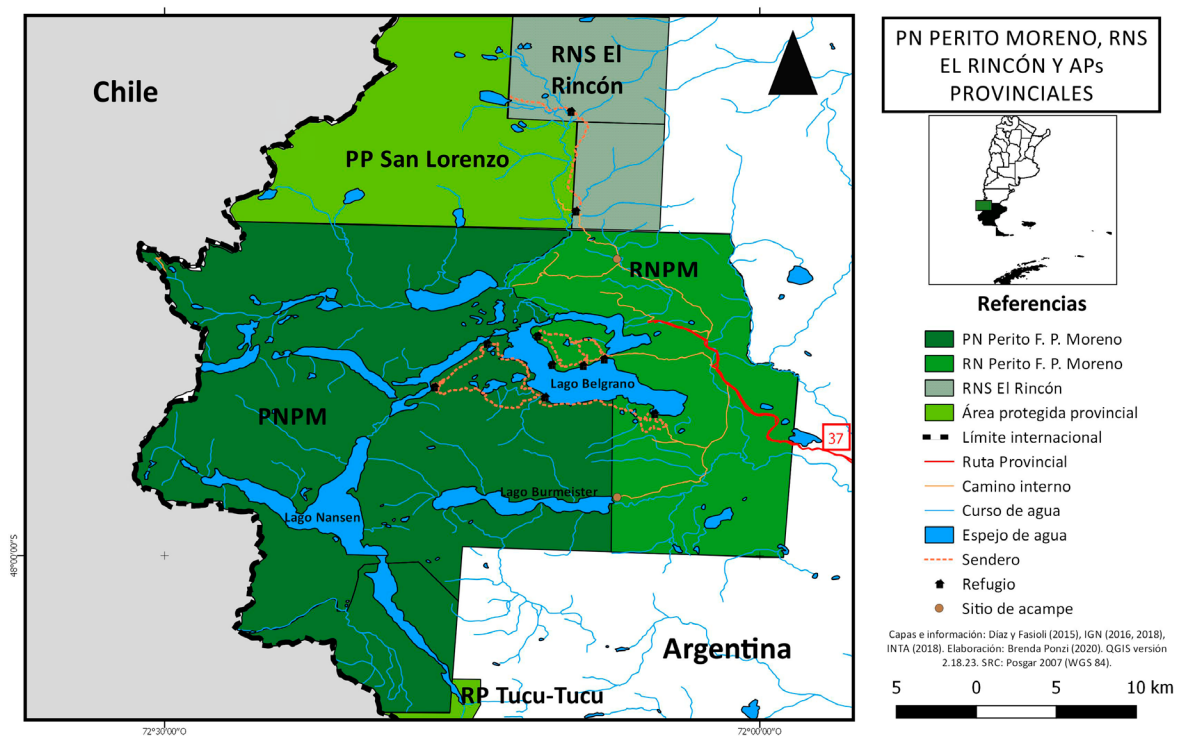 PN PERITO MORENO, RNS
EL RINCÓN Y APs
PROVINCIALES
Chile
RNS El
Rincón
PP San Lorenzo
RNPM
Lago Belgrano
PNPM
37
Lago Burmeister
Lago Nansen
Argentina
RP Tucu-Tucu
48°00'00"S
72°30'00"O
72°00'00"O
Referencias
PN Perito F. P. Moreno
RN Perito F. P. Moreno
RNS El Rincón
Área protegida provincial
Límite internacional
Ruta Provincial
Camino interno
Curso de agua
Espejo de agua
Sendero
Refugio
Sitio de acampe
Capas e información: Díaz y Fasioli (2015), IGN (2016, 2018),
INTA (2018). Elaboración: Brenda Ponzi (2020). QGIS versión
2.18.23. SRC: Posgar 2007 (WGS 84).
5 0 5 10 km